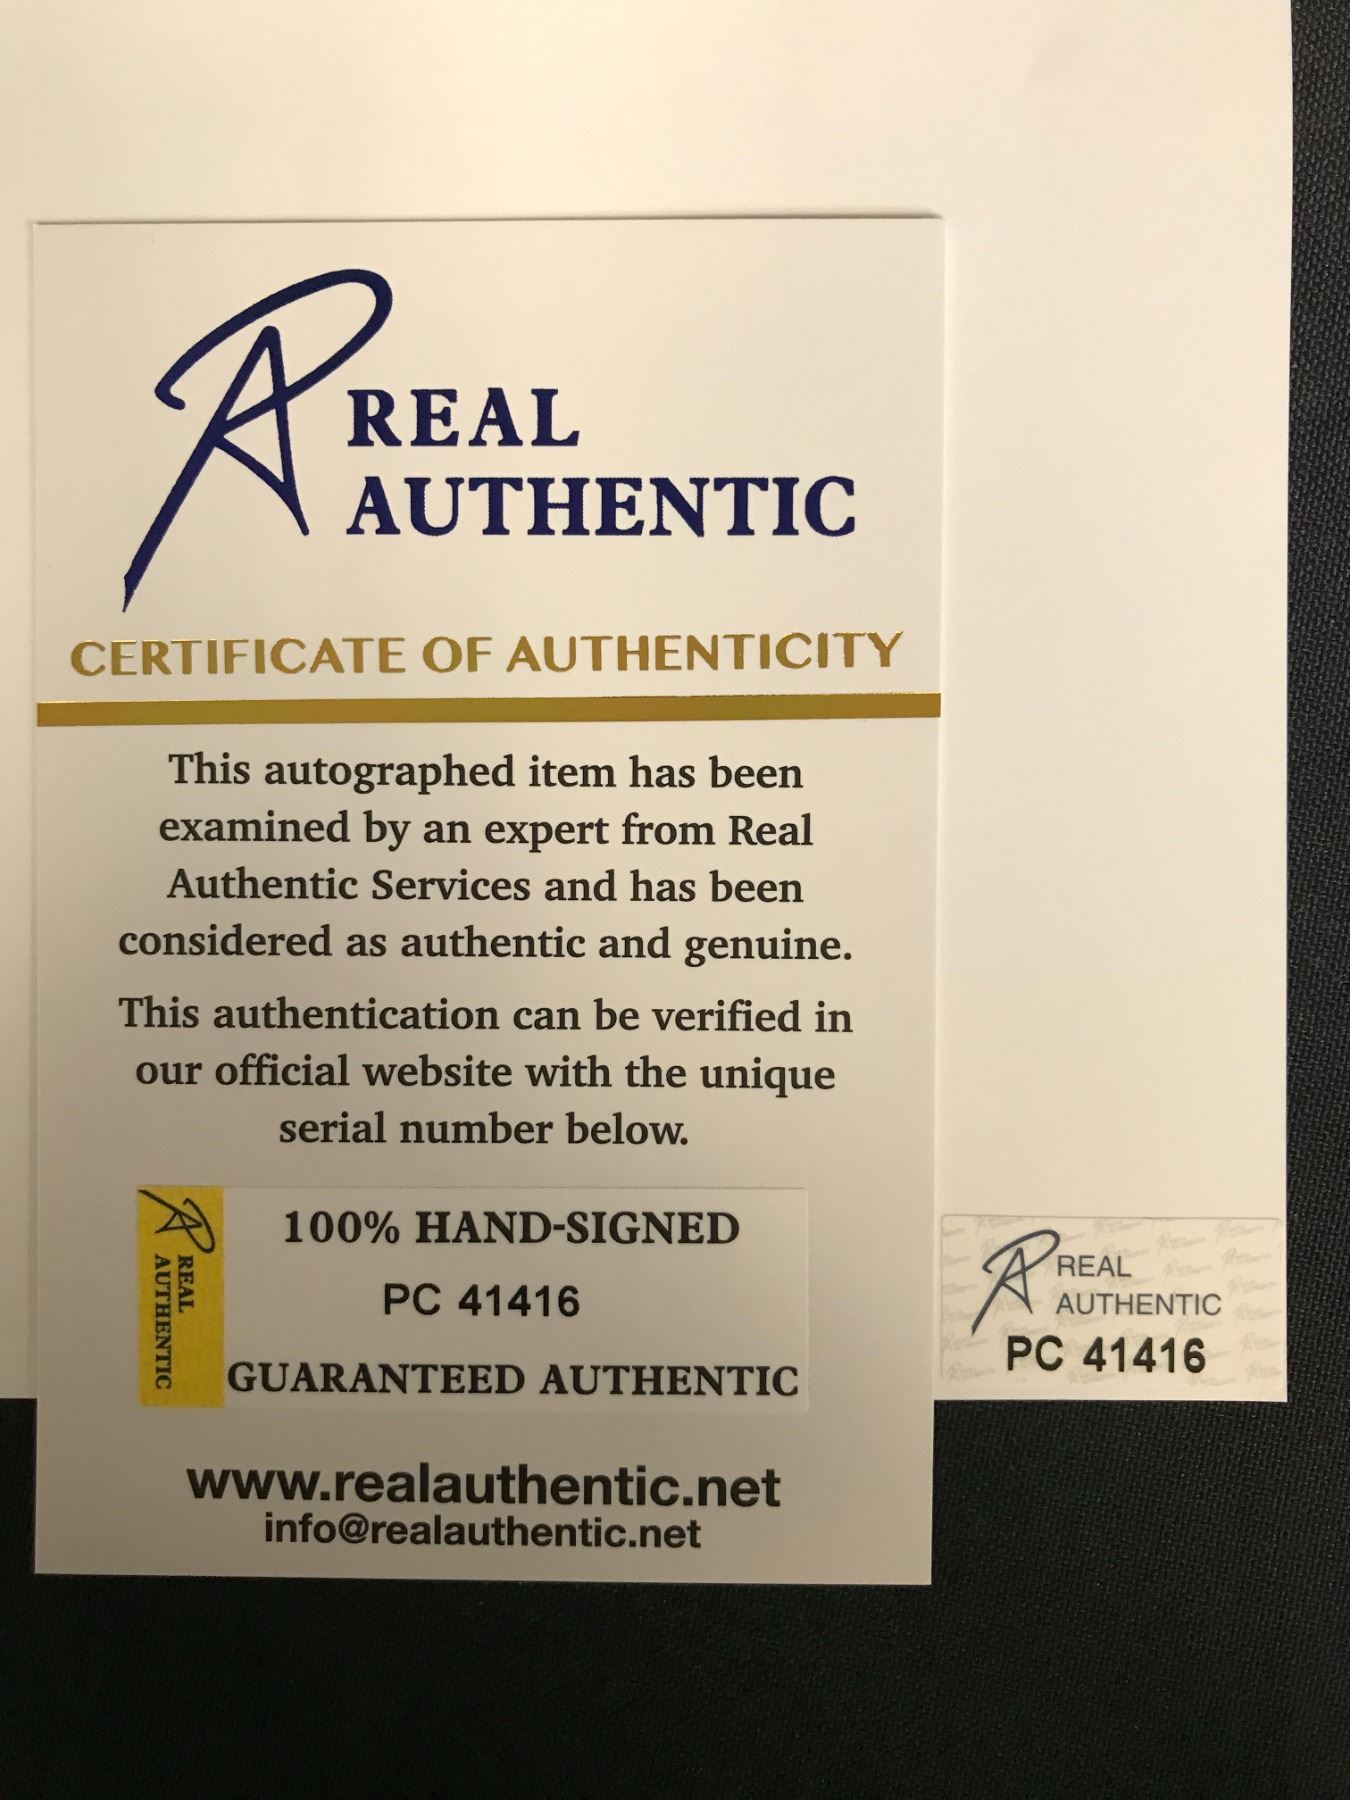 REAL
AUTHENTIC
CERTIFICATE OF AUTHENTICITY
This autographed item has been
examined by an expert from Real
Authentic Services and has been
considered as authentic and genuine.
This authentication can be verified in
our official website with the unique
serial number below.
REAL
AUTHENTIC
100% HAND-SIGNED
PC 41416
GUARANTEED AUTHENTIC
www.realauthentic.net
info@realauthentic.net
REAL
AUTHENTIC
PC 41416